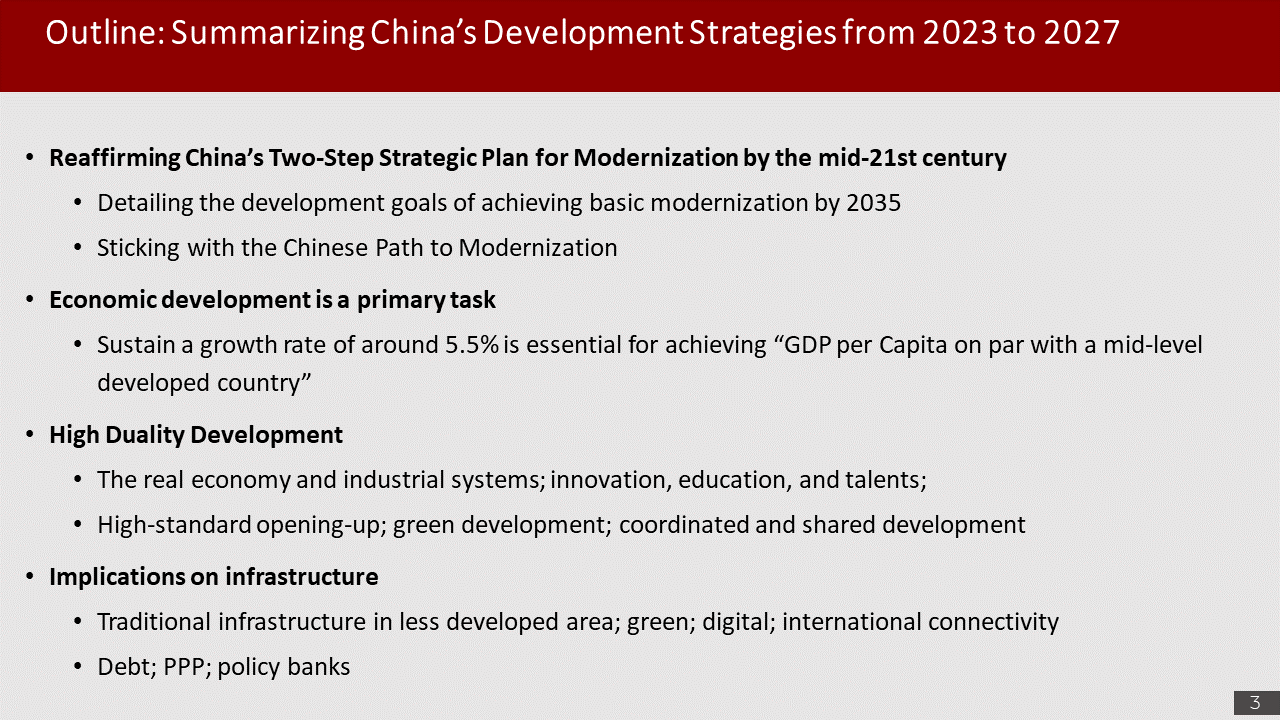 Outline: Summarizing China’s Development Strategies from 2023 to 2027
• Reaffirming China’s Two-Step Strategic Plan for Modernization by the mid-21st century
• Detailing the development goals of achieving basic modernization by 2035
• Sticking with the Chinese Path to Modernization
• Economic development is a primary task
• Sustain a growth rate of around 5.5% is essential for achieving “GDP per Capita on par with a mid-level
developed country”
• High Duality Development
• The real economy and industrial systems; innovation, education, and talents;
• High-standard opening-up; green development; coordinated and shared development
• Implications on infrastructure
• Traditional infrastructure in less developed area; green; digital; international connectivity
• Debt; PPP; policy banks
3